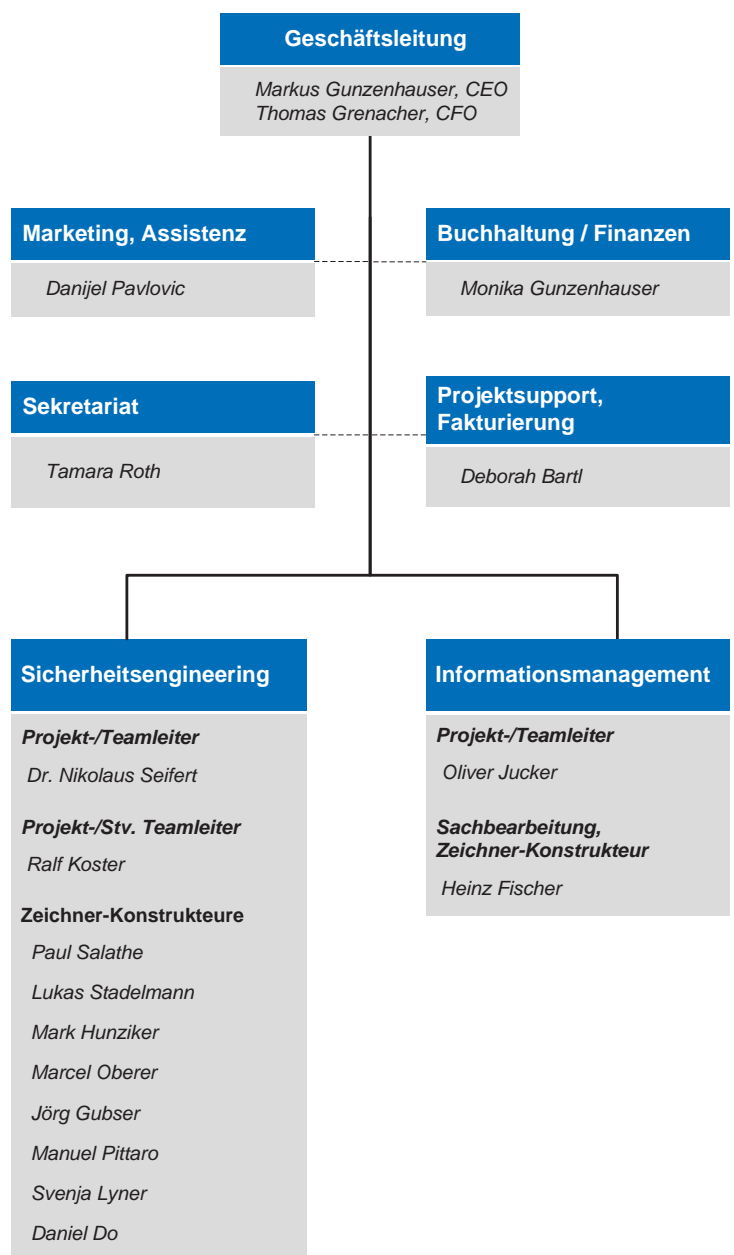 Geschäftsleitung
Markus Gunzenhauser, CEO
Thomas Grenacher, CFO
Marketing, Assistenz
Danijel Pavlovic
Buchhaltung / Finanzen
Monika Gunzenhauser
Sekretariat
Tamara Roth
Projektsupport,
Fakturierung
Deborah Bartl
Sicherheitsengineering
Projekt-/Teamleiter
Dr. Nikolaus Seifert
Projekt-/Stv. Teamleiter
Ralf Koster
Zeichner-Konstrukteure
Paul Salathe
Lukas Stadelmann
Mark Hunziker
Marcel Oberer
Jörg Gubser
Manuel Pittaro
Svenja Lyner
Daniel Do
Informationsmanagement
Projekt-/Teamleiter
Oliver Jucker
Sachbearbeitung,
Zeichner-Konstrukteur
Heinz Fischer